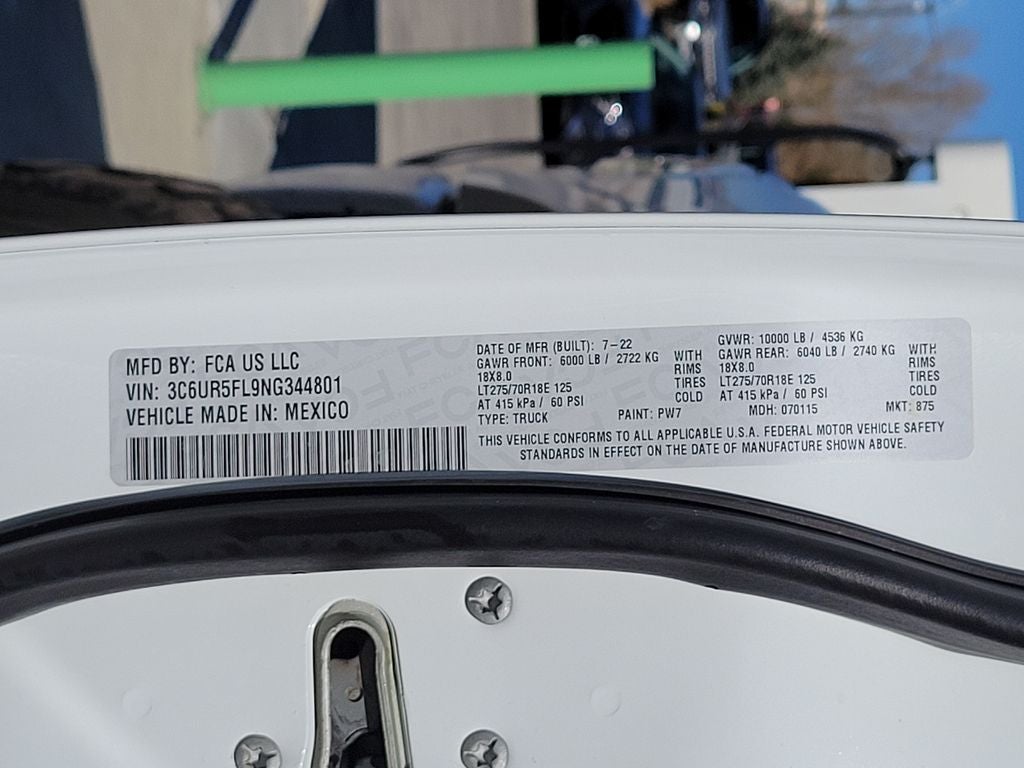 MFD BY: FCA US LLC
VIN: 3C6UR5FL9NG344801
VEHICLE MADE IN: MEXICO
DATE OF MFR (BUILT): 7-22
GAWR FRONT: 6000 LB / 2722 KG WITH
18X8.0 RIMS
LT275/70R18E 125 TIRES
AT 415 kPa / 60 PSI COLD
TYPE: TRUCK PAINT: PW7
GVWR: 10000 LB / 4536 KG
GAWR REAR: 6040 LB / 2740 KG WITH
18X8.0 RIMS
LT275/70R18E 125 TIRES
AT 415 kPa / 60 PSI COLD
MDH: 070115 MKT: 875
THIS VEHICLE CONFORMS TO ALL APPLICABLE U.S.A. FEDERAL MOTOR VEHICLE SAFETY
STANDARDS IN EFFECT ON THE DATE OF MANUFACTURE SHOWN ABOVE.